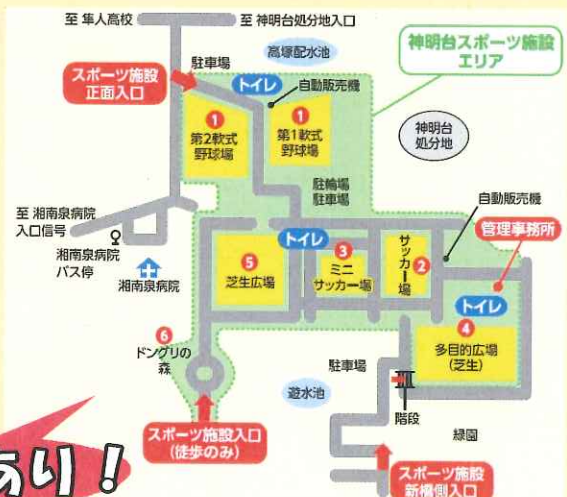 至 隼人高校
至 神明台処分地入口
高塚配水池
神明台スポーツ施設
エリア
駐車場
スポーツ施設
正面入口
トイレ
自動販売機
1
第2軟式
野球場
1
第1軟式
野球場
神明台
処分地
駐輪場
駐車場
自動販売機
至 湘南泉病院
入口信号
湘南泉病院
バス停
湘南泉病院
トイレ
管理事務所
5
芝生広場
3
ミニ
サッカー場
サッカー場
2
トイレ
4
多目的広場
(芝生)
6
ドングリの
森
駐車場
遊水池
階段
緑園
スポーツ施設入口
(徒歩のみ)
スポーツ施設
新橋側入口
あり!